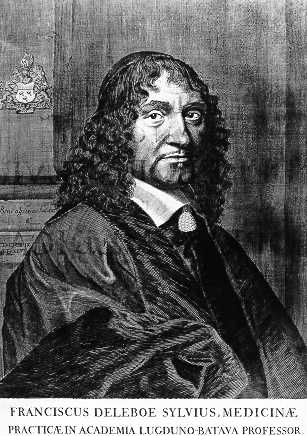 FRANCISCUS DELEBOE SYLVIUS, MEDICINÆ
PRACTICÆ IN ACADEMIA LUGDUNO-BATAVA PROFESSOR